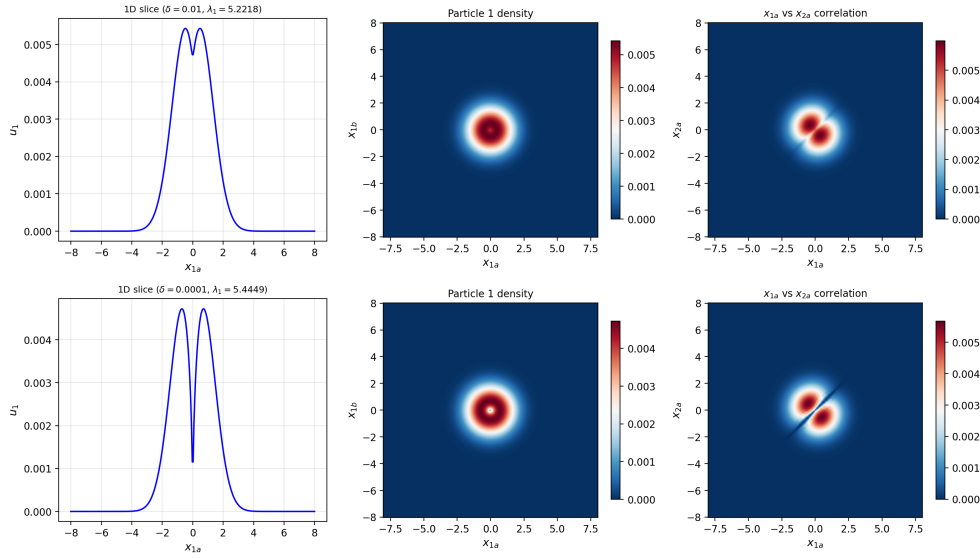 1D slice (δ = 0.01, λ₁ = 5.2218)
0.005
0.004
0.003
0.002
0.001
0.000
u₁
−8 −6 −4 −2 0 2 4 6 8
x₁ₐ
Particle 1 density
8
6
4
2
0
−2
−4
−6
−8
x₁b
−7.5 −5.0 −2.5 0.0 2.5 5.0 7.5
x₁ₐ
0.005
0.004
0.003
0.002
0.001
0.000
x₁ₐ vs x₂ₐ correlation
8
6
4
2
0
−2
−4
−6
−8
x₂ₐ
−7.5 −5.0 −2.5 0.0 2.5 5.0 7.5
x₁ₐ
0.005
0.004
0.003
0.002
0.001
0.000
1D slice (δ = 0.0001, λ₁ = 5.4449)
0.004
0.003
0.002
0.001
0.000
u₁
−8 −6 −4 −2 0 2 4 6 8
x₁ₐ
Particle 1 density
8
6
4
2
0
−2
−4
−6
−8
x₁b
−7.5 −5.0 −2.5 0.0 2.5 5.0 7.5
x₁ₐ
0.004
0.003
0.002
0.001
0.000
x₁ₐ vs x₂ₐ correlation
8
6
4
2
0
−2
−4
−6
−8
x₂ₐ
−7.5 −5.0 −2.5 0.0 2.5 5.0 7.5
x₁ₐ
0.005
0.004
0.003
0.002
0.001
0.000